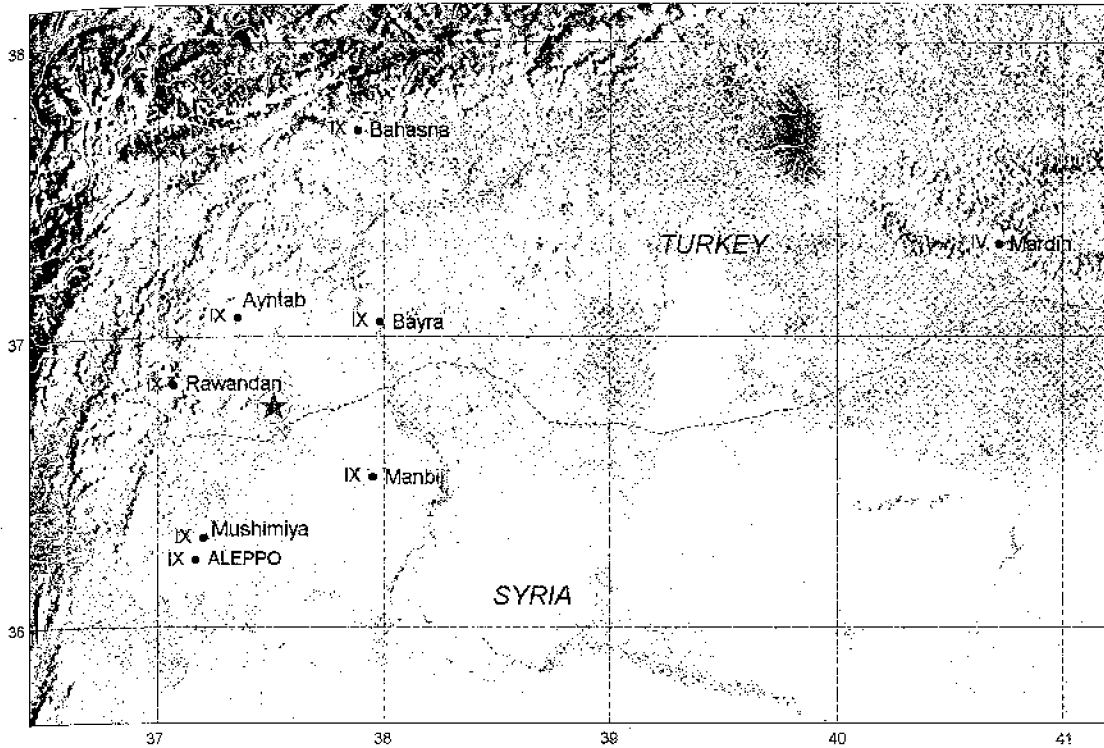 38
IX Bahasna
TURKEY
IV Mardin
Ayntab
IX
IX Bayra
37
IX Rawandan
IX Manbij
IX Mushimiya
IX ALEPPO
SYRIA
36
37 38 39 40 41